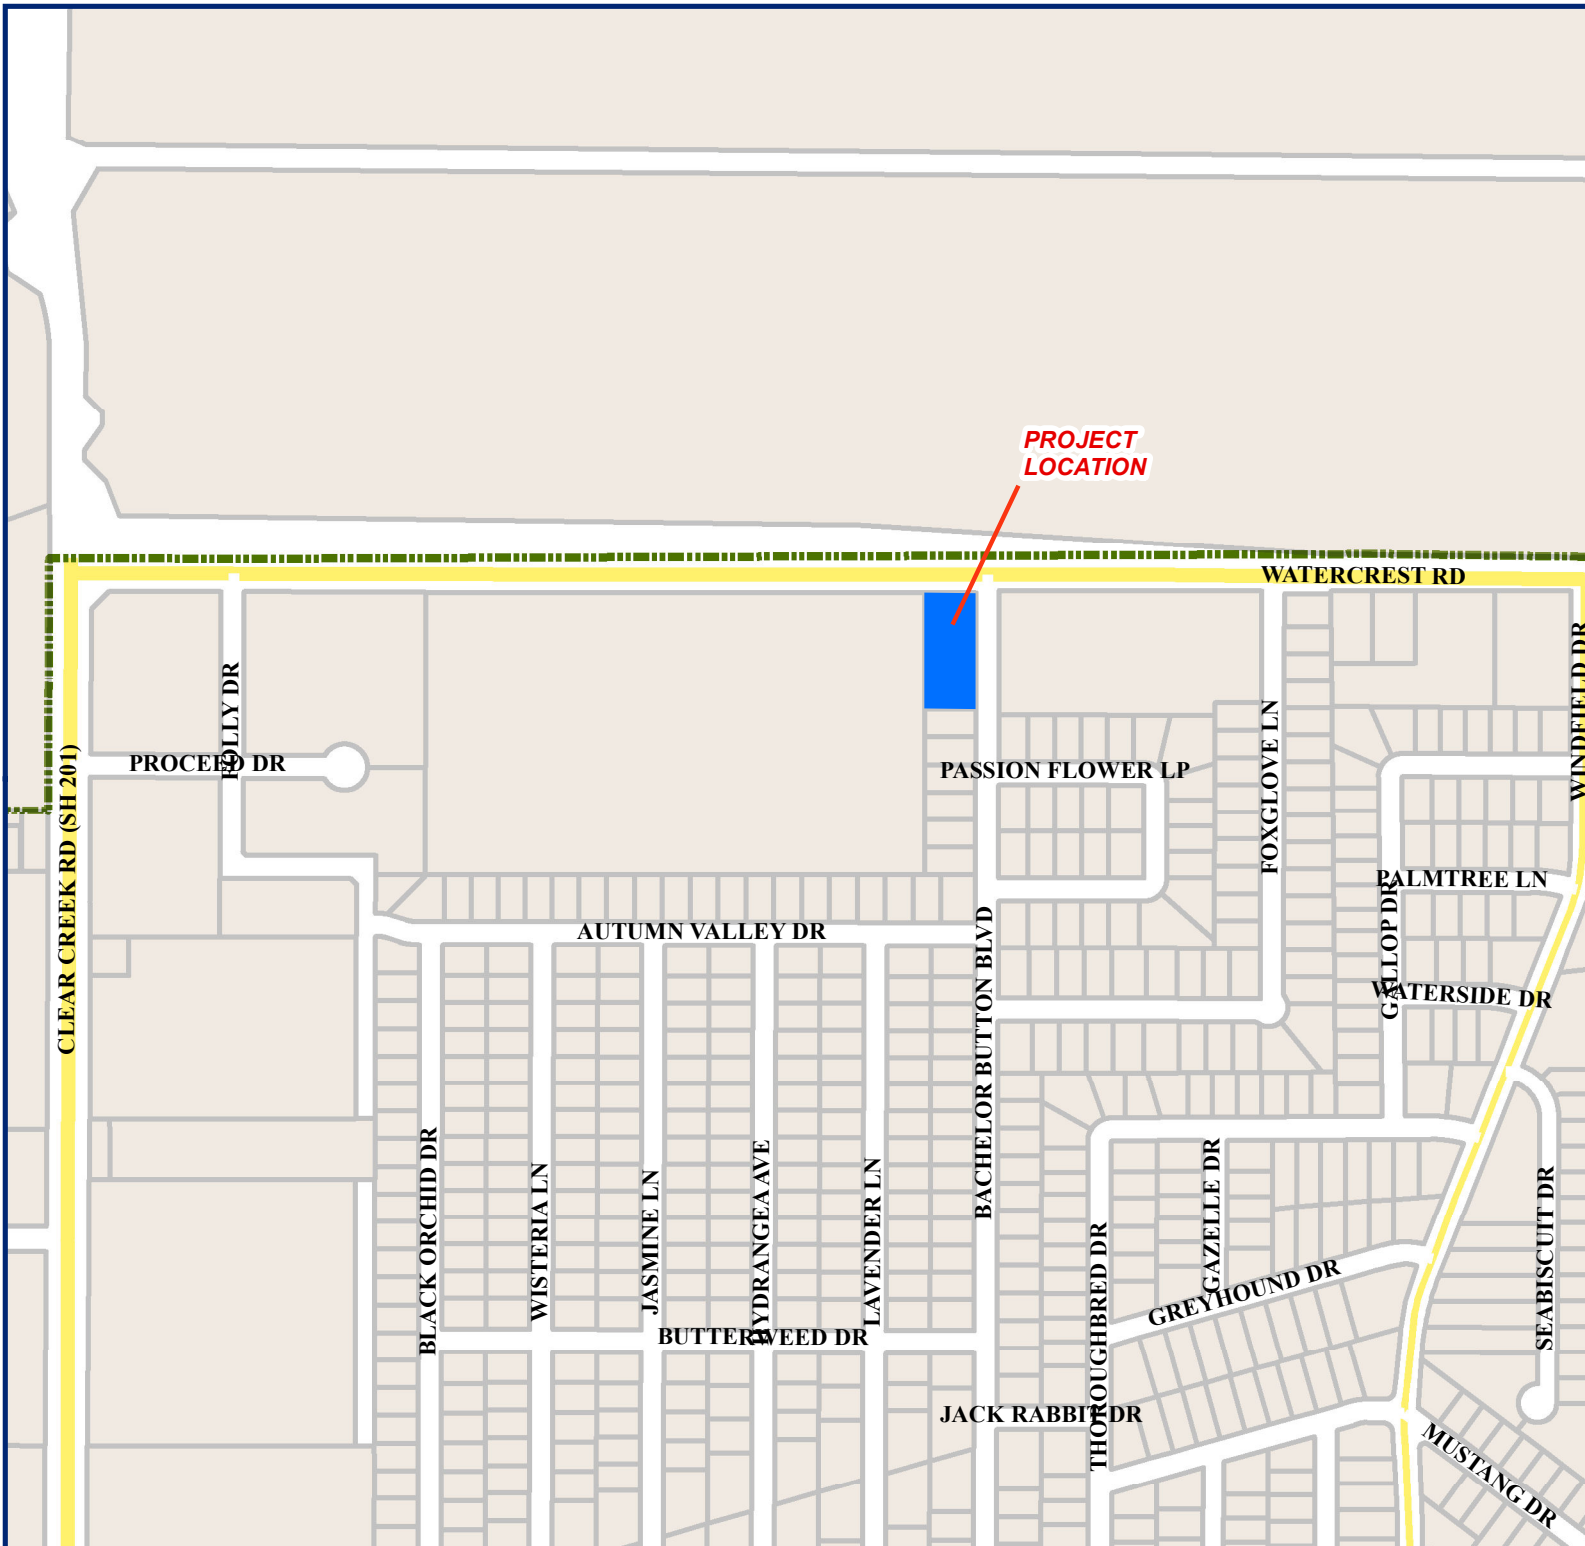 PROJECT
LOCATION
WATERCREST RD
WINDFIELD DR
HOLLY DR
PROCEED DR
PASSION FLOWER LP
FOXGLOVE LN
CLEAR CREEK RD (SH 201)
PALMTREE LN
GALLOP DR
AUTUMN VALLEY DR
BACHELOR BUTTON BLVD
WATERSIDE DR
BLACK ORCHID DR
WISTERIA LN
JASMINE LN
HYDRANGEA AVE
LAVENDER LN
GAZELLE DR
SEABISCUIT DR
THOROUGHBRED DR
GREYHOUND DR
BUTTERWEED DR
JACK RABBIT DR
MUSTANG DR